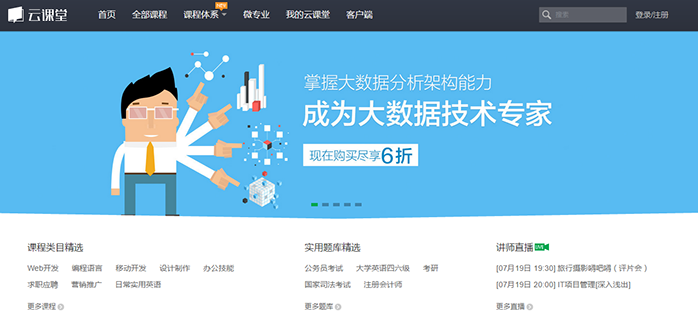 云课堂 首页 全部课程 课程体系 微专业 我的云课堂 客户端 搜索 登录/注册
掌握大数据分析架构能力
成为大数据技术专家
现在购买尽享6折
课程类目精选
Web开发 编程语言 移动开发 设计制作 办公技能
求职应聘 营销推广 日常实用英语
更多课程
实用题库精选
公务员考试 大学英语四六级 考研
国家司法考试 注册会计师
更多题库
讲师直播 LIVE
[07月19日 19:30] 旅行摄影嗬吧嗬（评片会）
[07月19日 20:00] IT项目管理[深入浅出]
更多直播